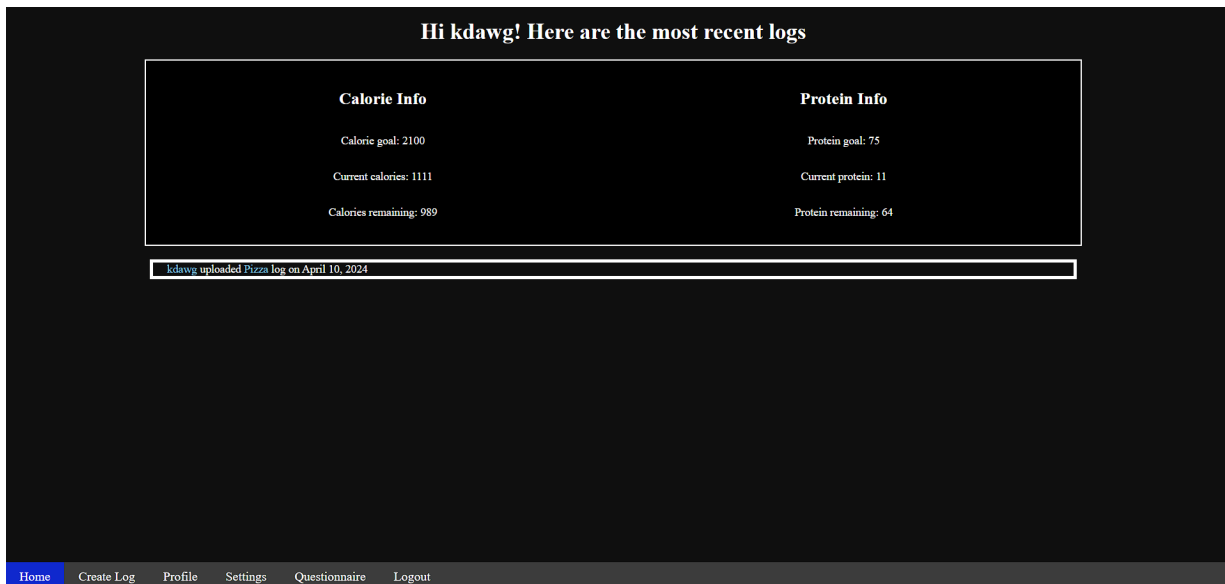 Hi kdawg! Here are the most recent logs
Calorie Info
Calorie goal: 2100
Current calories: 1111
Calories remaining: 989
Protein Info
Protein goal: 75
Current protein: 11
Protein remaining: 64
kdawg uploaded Pizza log on April 10, 2024
Home Create Log Profile Settings Questionnaire Logout